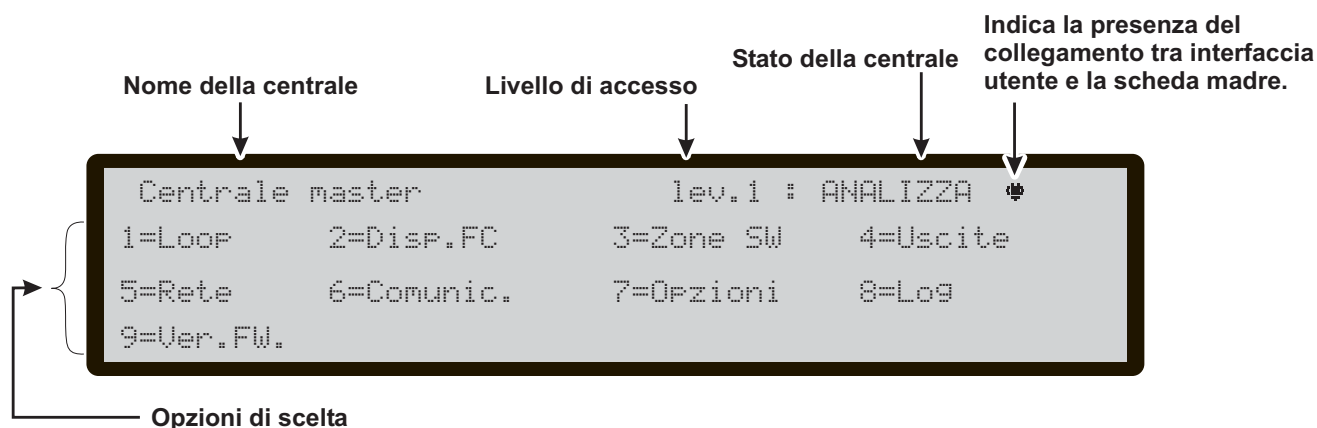 Indica la presenza del
collegamento tra interfaccia
utente e la scheda madre.
Stato della centrale
Nome della centrale
Livello di accesso
Centrale master lev.1 : ANALIZZA
1=Loop 2=Disp.FC 3=Zone SW 4=Uscite
5=Rete 6=Comunic. 7=Opzioni 8=Log
9=Ver.FW.
Opzioni di scelta